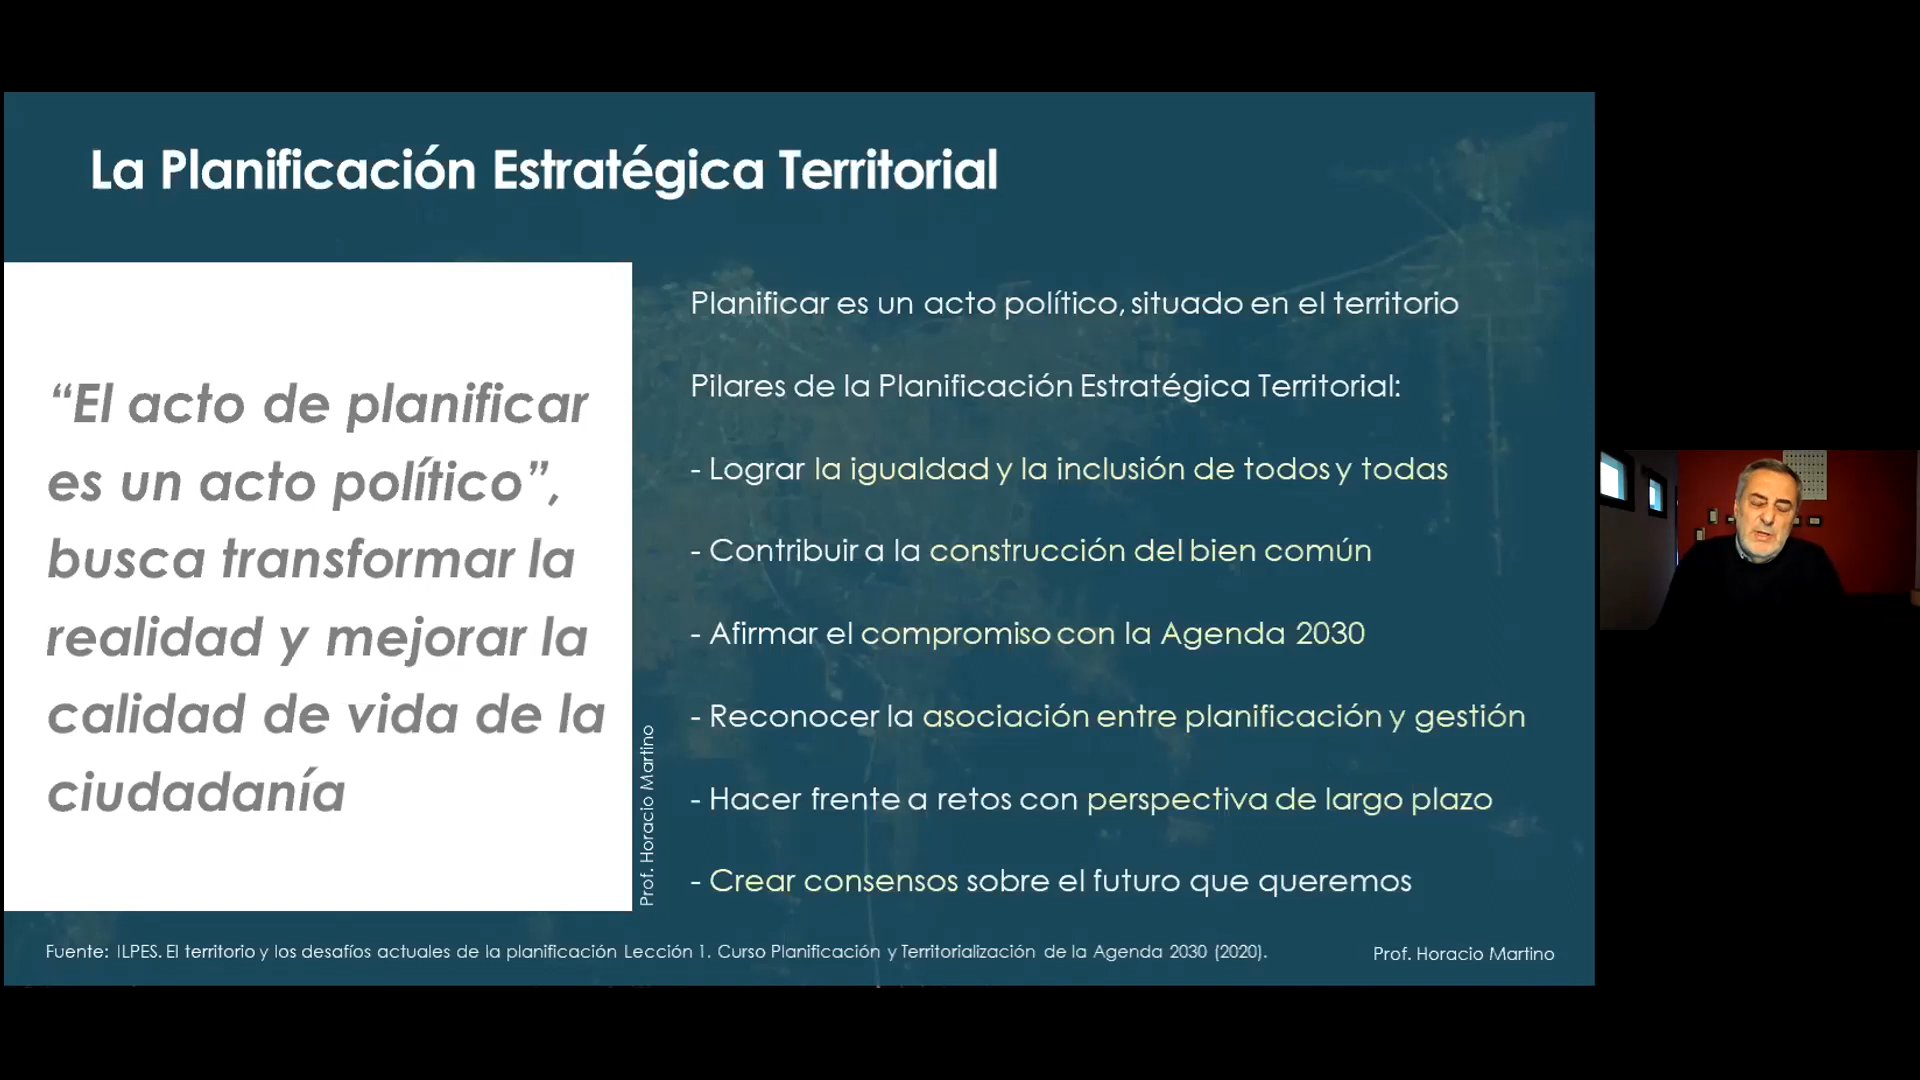 La Planificación Estratégica Territorial
“El acto de planificar
es un acto político”,
busca transformar la
realidad y mejorar la
calidad de vida de la
ciudadanía
Prof. Horacio Martino
Planificar es un acto político, situado en el territorio
Pilares de la Planificación Estratégica Territorial:
- Lograr la igualdad y la inclusión de todos y todas
- Contribuir a la construcción del bien común
- Afirmar el compromiso con la Agenda 2030
- Reconocer la asociación entre planificación y gestión
- Hacer frente a retos con perspectiva de largo plazo
- Crear consensos sobre el futuro que queremos
Fuente: ILPES. El territorio y los desafíos actuales de la planificación Lección 1. Curso Planificación y Territorialización de la Agenda 2030 (2020).
Prof. Horacio Martino